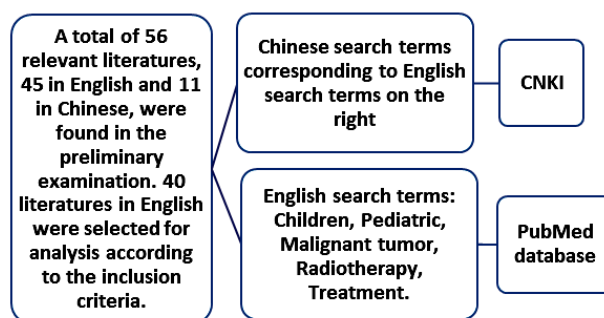 A total of 56
relevant literatures,
45 in English and 11
in Chinese, were
found in the
preliminary
examination. 40
literatures in English
were selected for
analysis according
to the inclusion
criteria.
Chinese search terms
corresponding to English
search terms on the
right
CNKI
English search terms:
Children, Pediatric,
Malignant tumor,
Radiotherapy,
Treatment.
PubMed
database